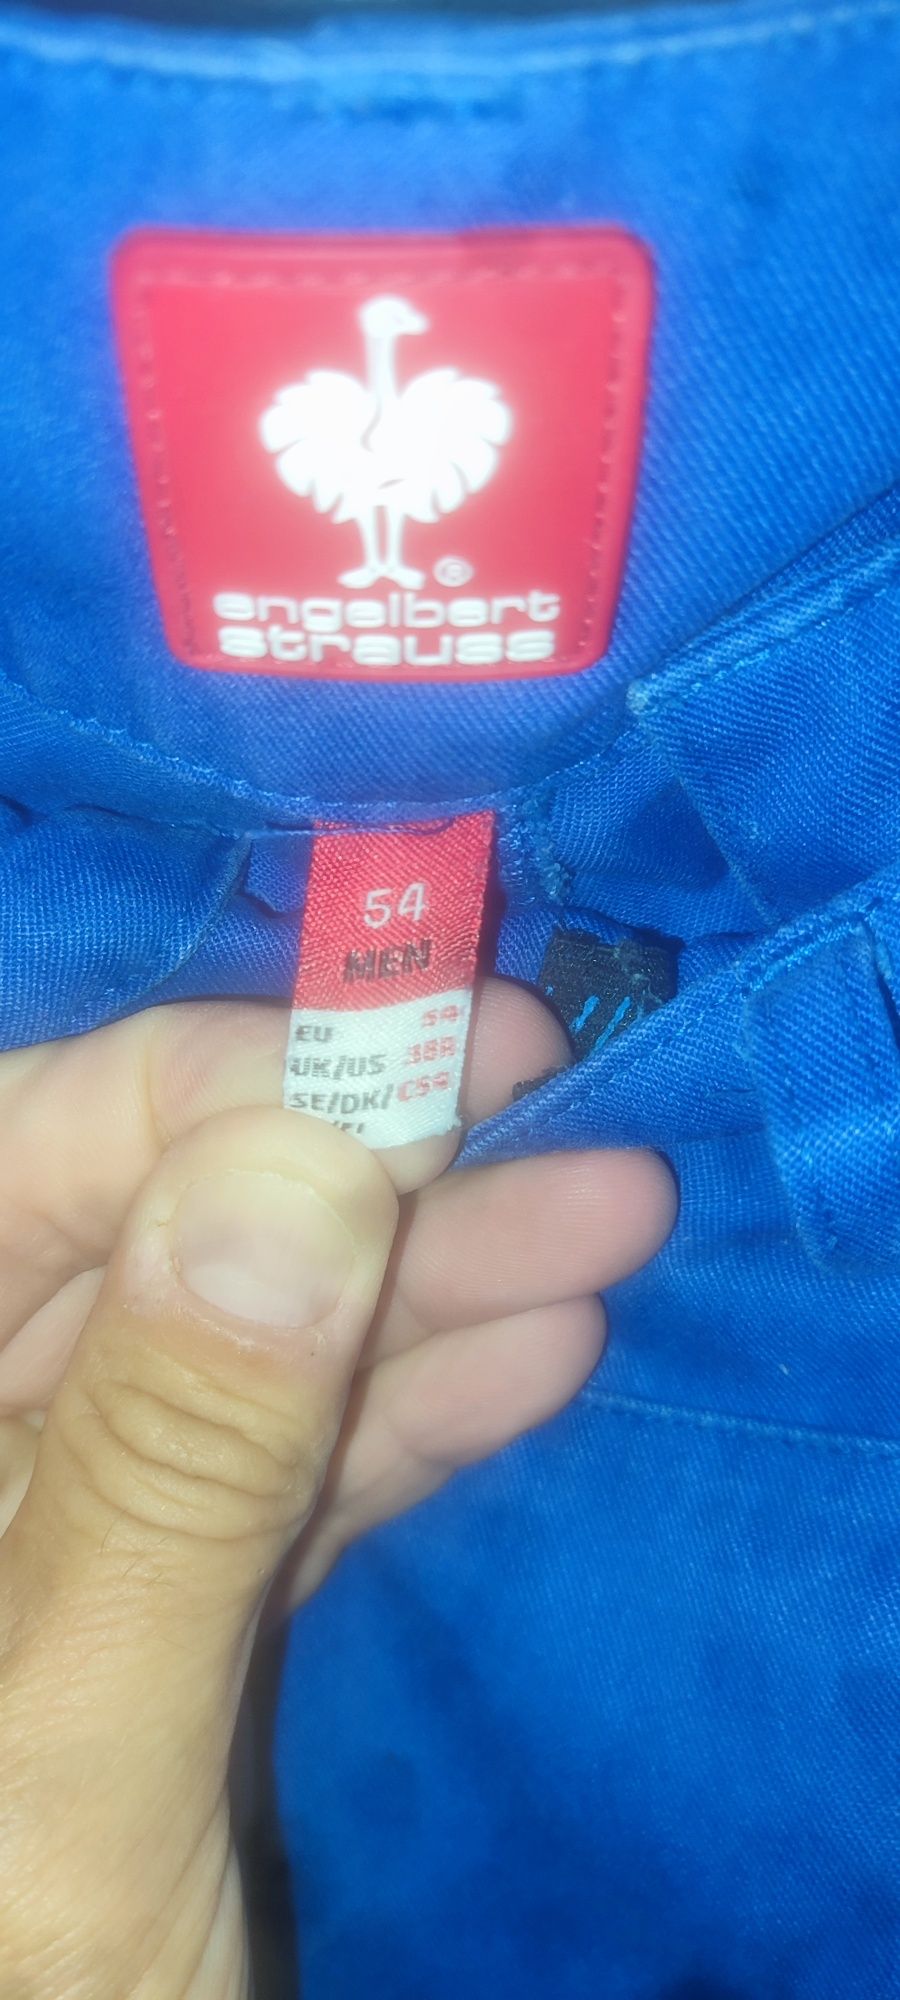 ®
engelbert
strauss
54
MEN
EU 54
UK/US 38R
SE/DK/ C54